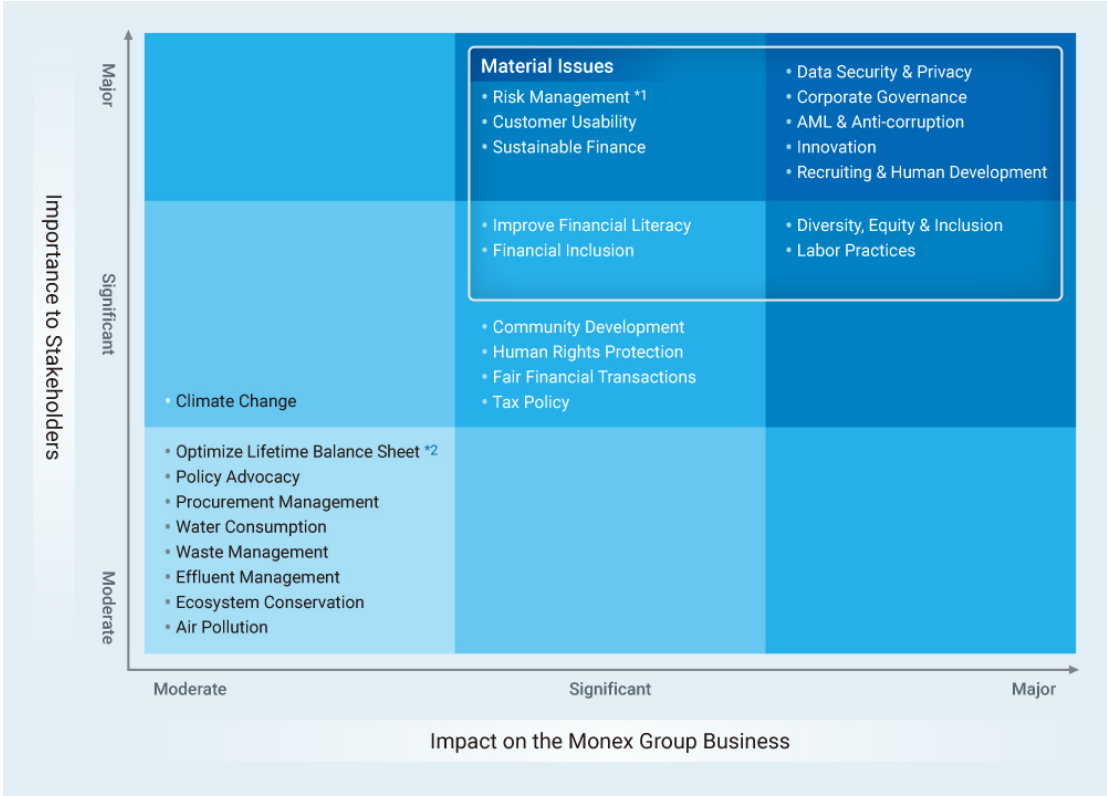 Importance to Stakeholders
Major
Significant
Moderate
Material Issues
• Risk Management *1
• Customer Usability
• Sustainable Finance
• Data Security & Privacy
• Corporate Governance
• AML & Anti-corruption
• Innovation
• Recruiting & Human Development
• Improve Financial Literacy
• Financial Inclusion
• Diversity, Equity & Inclusion
• Labor Practices
• Community Development
• Human Rights Protection
• Fair Financial Transactions
• Tax Policy
• Climate Change
• Optimize Lifetime Balance Sheet *2
• Policy Advocacy
• Procurement Management
• Water Consumption
• Waste Management
• Effluent Management
• Ecosystem Conservation
• Air Pollution
Moderate
Significant
Major
Impact on the Monex Group Business